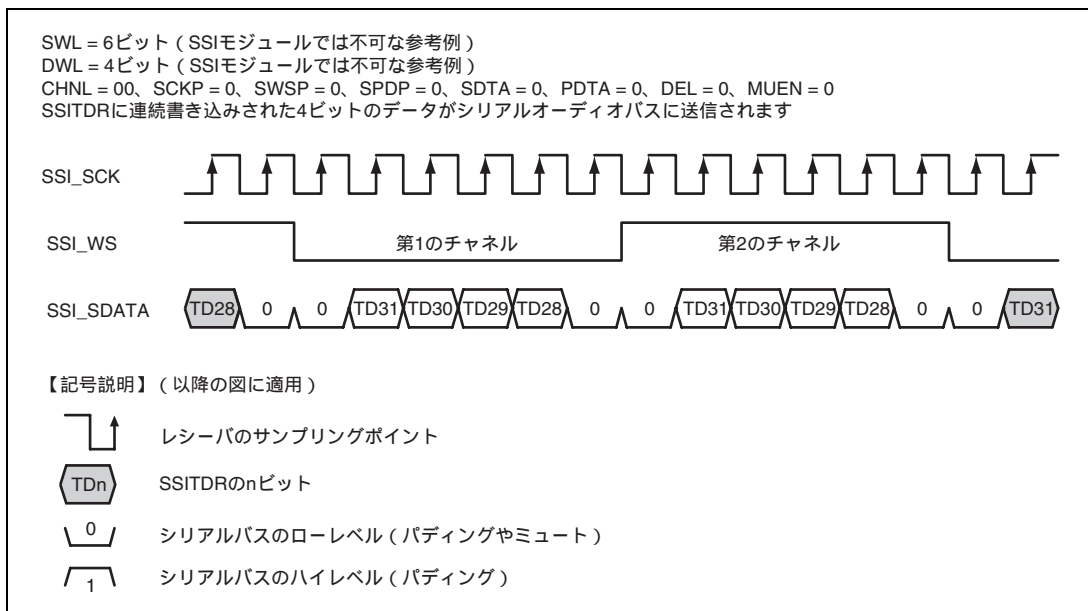 SWL = 6ビット ( SSIモジュールでは不可な参考例 )
DWL = 4ビット ( SSIモジュールでは不可な参考例 )
CHNL = 00、SCKP = 0、SWSP = 0、SPDP = 0、SDTA = 0、PDTA = 0、DEL = 0、MUEN = 0
SSITDRに連続書き込みされた4ビットのデータがシリアルオーディオバスに送信されます
SSI_SCK
SSI_WS 第1のチャネル 第2のチャネル
SSI_SDATA TD28 0 0 TD31 TD30 TD29 TD28 0 0 TD31 TD30 TD29 TD28 0 0 TD31
【記号説明】 ( 以降の図に適用 )
レシーバのサンプリングポイント
TDn SSITDRのnビット
0 シリアルバスのローレベル ( パディングやミュート )
1 シリアルバスのハイレベル ( パディング )